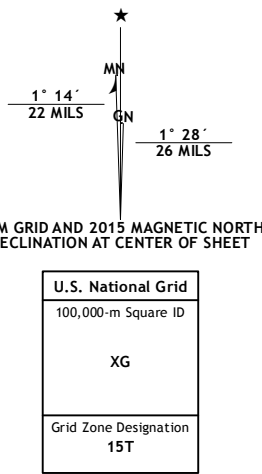 ★
MN
1° 14´
22 MILS
GN
1° 28´
26 MILS
M GRID AND 2015 MAGNETIC NORTH
ECLINATION AT CENTER OF SHEET
U.S. National Grid
100,000-m Square ID
XG
Grid Zone Designation
15T